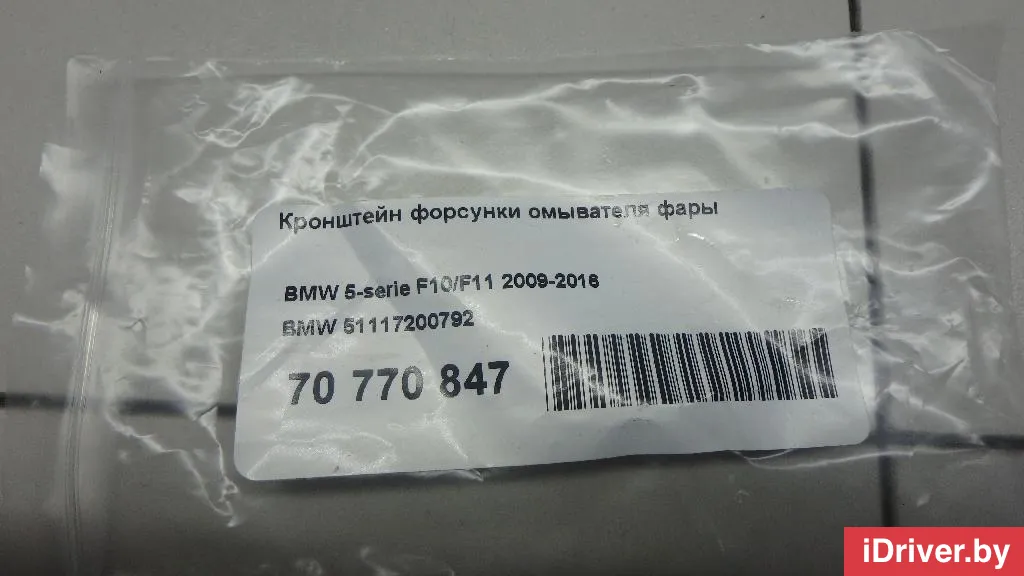 Кронштейн форсунки омывателя фары
BMW 5-serie F10/F11 2009-2016
BMW 51117200792
70 770 847
iDriver.by